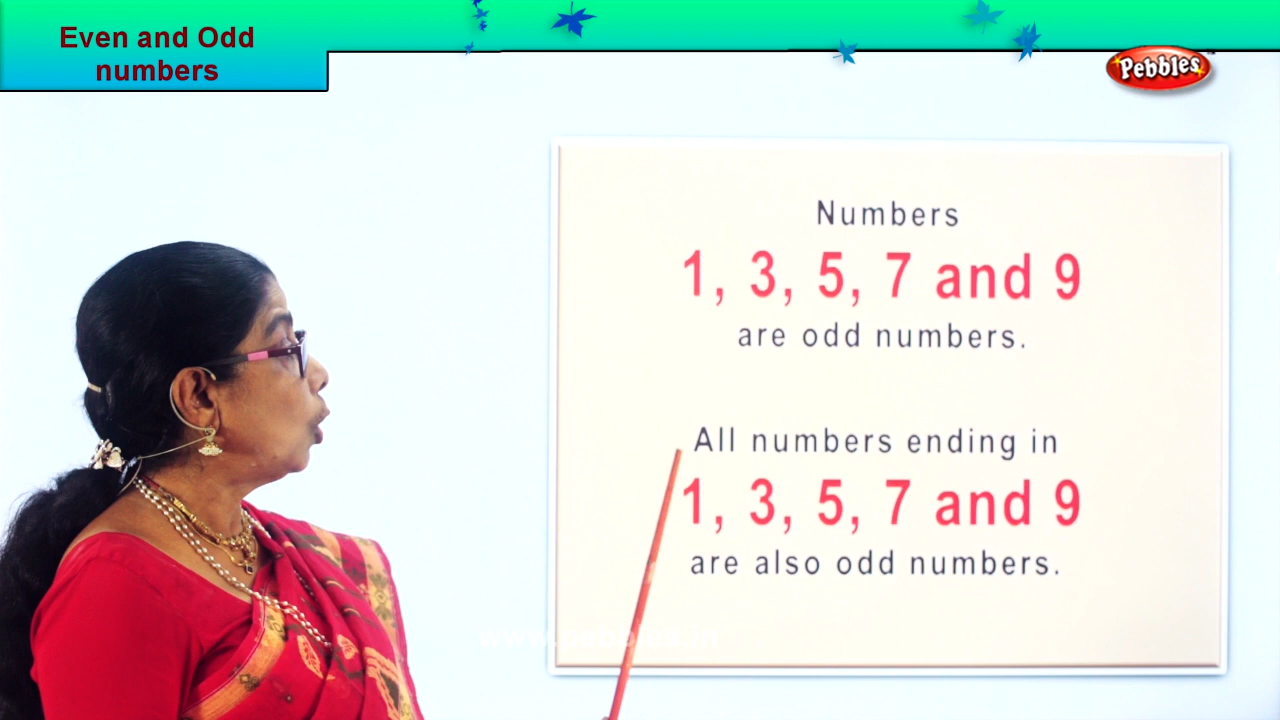 Even and Odd
numbers
Pebbles
Numbers
1, 3, 5, 7 and 9
are odd numbers.
All numbers ending in
1, 3, 5, 7 and 9
are also odd numbers.